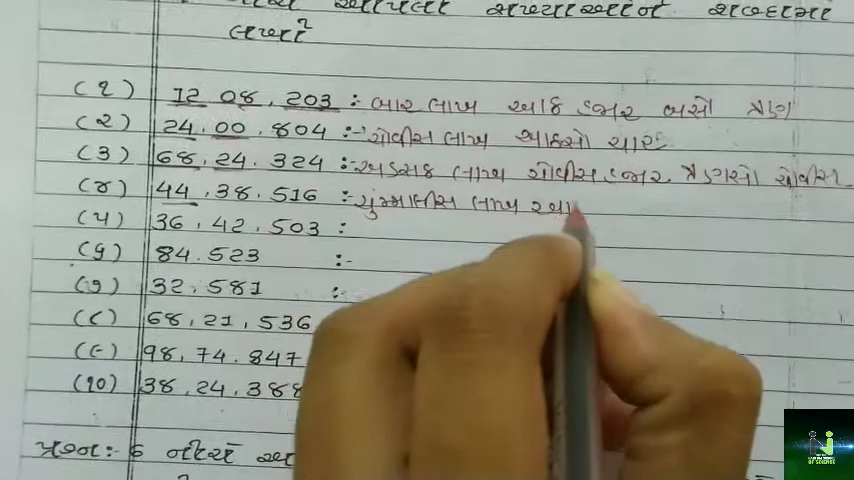 લખો?
(૧) 12 08, 203 : બાર લાખ આઠ હજાર બસો ત્રણ
(૨) 24.00.804 :- ચોવીસ લાખ આઠસો ચાર
(૩) 68,24.324 :- અડસઠ લાખ ચોવીસ હજાર ત્રણસો ચોવીસ
(૪) 44.38.516 :- ચુંમ્માલીસ લાખ આ
(૫) 36,42.503 :
(૬) 84.523 :-
(૭) 32,581 :
(૮) 68,21,536
(૯) 98,74.847
(૧૦) 38,24,388
પ્રશ્ન:- 6